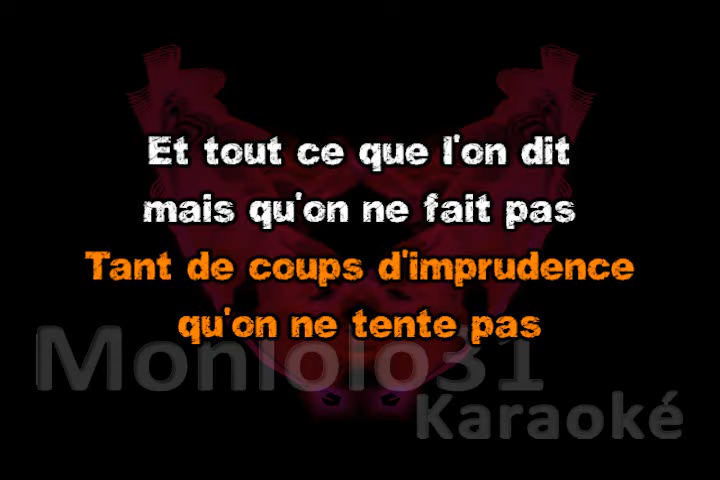 Et tout ce que l'on dit
mais qu'on ne fait pas
Tant de coups d'imprudence
qu'on ne tente pas
Monlolo31
Karaoké